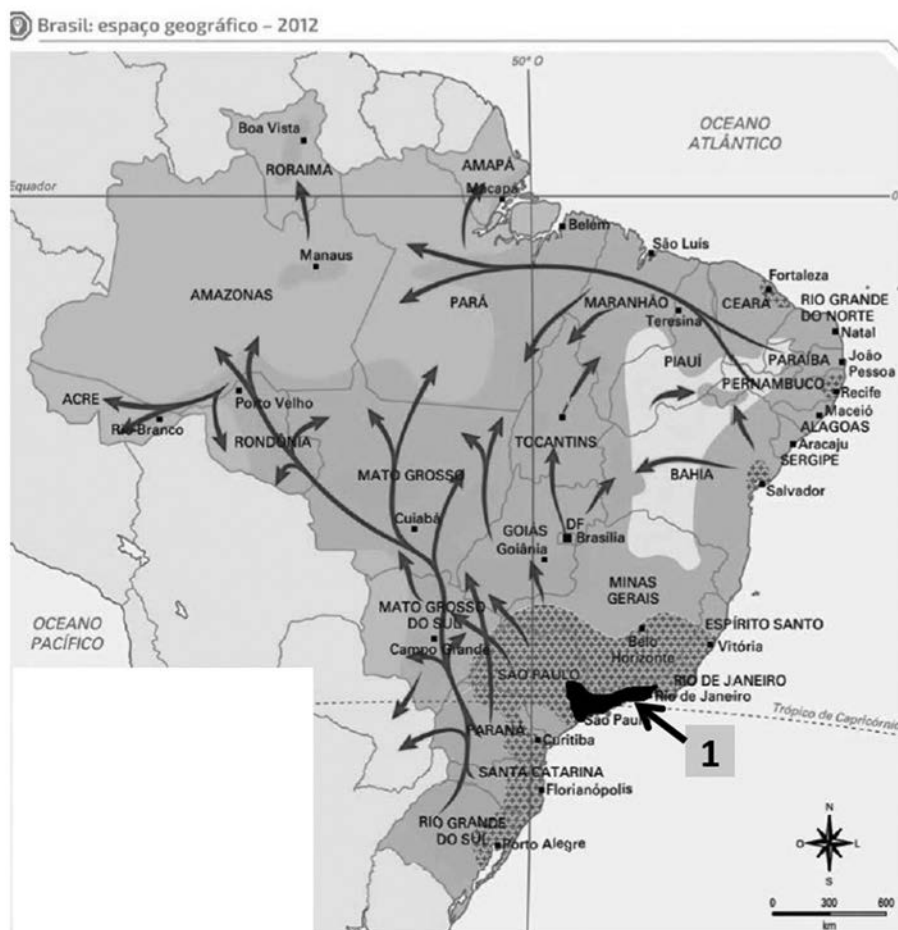 Brasil: espaço geográfico – 2012
50° O
OCEANO
ATLÂNTICO
Boa Vista
RORAIMA
AMAPÁ
Macapá
Equador
0
Belém
São Luís
Manaus
Fortaleza
AMAZONAS
PARÁ
MARANHÃO
CEARÁ
RIO GRANDE
DO NORTE
Teresina
Natal
PIAUÍ
PARAÍBA
João
Pessoa
PERNAMBUCO
Recife
ACRE
Porto Velho
Maceió
Rio Branco
ALAGOAS
RONDÔNIA
TOCANTINS
Aracaju
SERGIPE
MATO GROSSO
BAHIA
Salvador
Cuiabá
GOIÁS
DF
Goiânia
Brasília
MINAS
GERAIS
OCEANO
PACÍFICO
MATO GROSSO
DO SUL
ESPÍRITO SANTO
Campo Grande
Belo
Horizonte
Vitória
SÃO PAULO
RIO DE JANEIRO
Rio de Janeiro
São Paul
Trópico de Capricórnio
PARANÁ
Curitiba
1
SANTA CATARINA
Florianópolis
RIO GRANDE
DO SUL
Porto Alegre
N
O
L
S
0 300 600
km